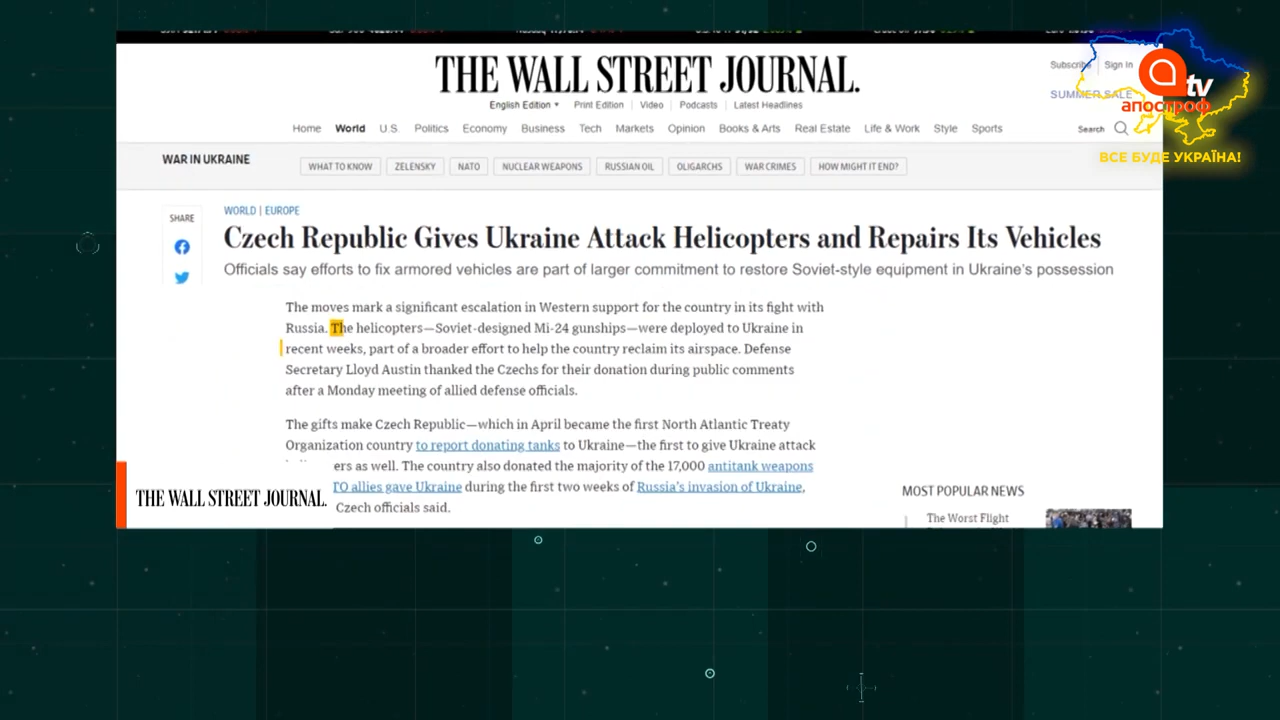 THE WALL STREET JOURNAL.
Subscribe Sign In
SUMMER SALE
English Edition Print Edition Video Podcasts Latest Headlines
Home World U.S. Politics Economy Business Tech Markets Opinion Books & Arts Real Estate Life & Work Style Sports
Search
tv
апостроф
ВСЕ БУДЕ УКРАЇНА!
WAR IN UKRAINE
WHAT TO KNOW ZELENSKY NATO NUCLEAR WEAPONS RUSSIAN OIL OLIGARCHS WAR CRIMES HOW MIGHT IT END?
SHARE
WORLD | EUROPE
Czech Republic Gives Ukraine Attack Helicopters and Repairs Its Vehicles
Officials say efforts to fix armored vehicles are part of larger commitment to restore Soviet-style equipment in Ukraine's possession
The moves mark a significant escalation in Western support for the country in its fight with
Russia. The helicopters—Soviet-designed Mi-24 gunships—were deployed to Ukraine in
recent weeks, part of a broader effort to help the country reclaim its airspace. Defense
Secretary Lloyd Austin thanked the Czechs for their donation during public comments
after a Monday meeting of allied defense officials.
The gifts make Czech Republic—which in April became the first North Atlantic Treaty
Organization country to report donating tanks to Ukraine—the first to give Ukraine attack
ers as well. The country also donated the majority of the 17,000 antitank weapons
TO allies gave Ukraine during the first two weeks of Russia's invasion of Ukraine,
Czech officials said.
THE WALL STREET JOURNAL.
MOST POPULAR NEWS
The Worst Flight